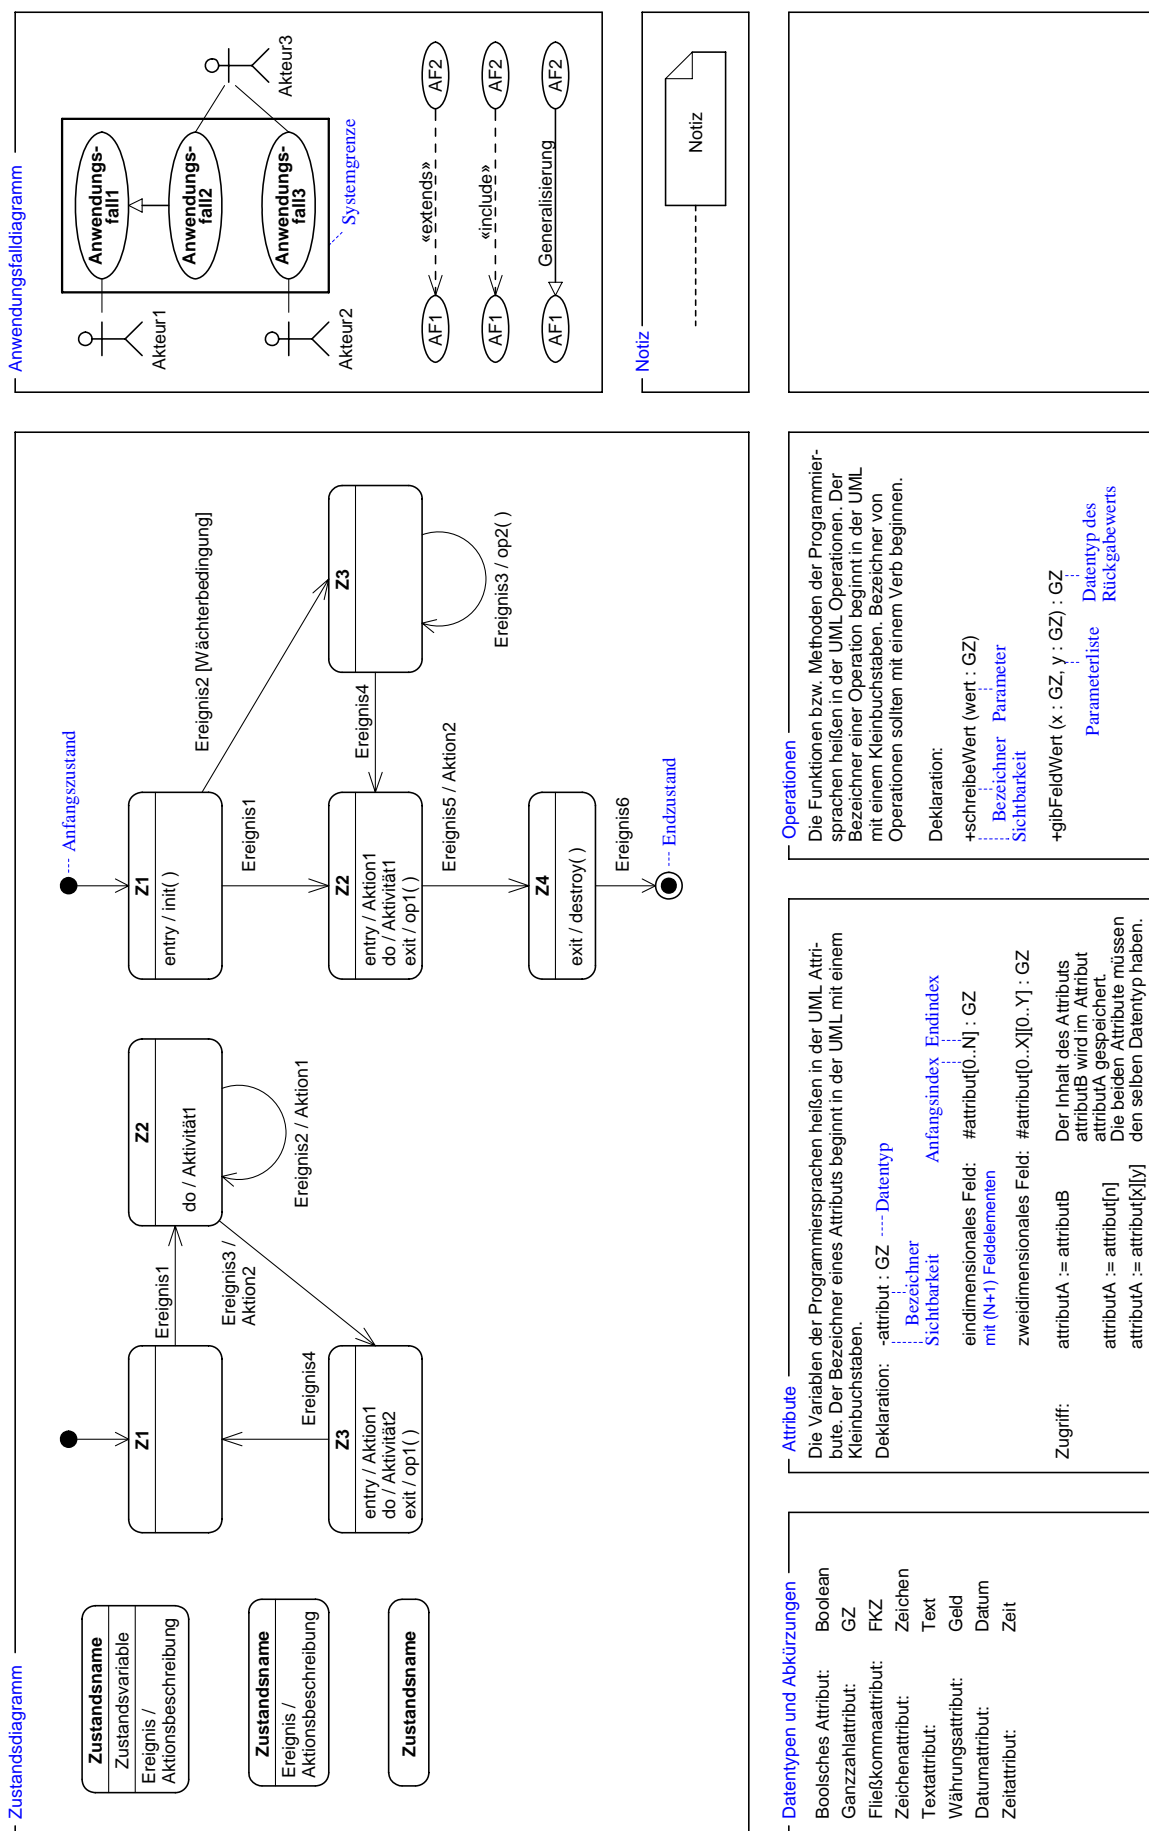 Zustandsdiagramm
Zustandsname
Zustandsvariable
Ereignis /
Aktionsbeschreibung
Zustandsname
Ereignis /
Aktionsbeschreibung
Zustandsname
Z1
Ereignis1
Z2
do / Aktivität1
Ereignis2 / Aktion1
Ereignis3 /
Aktion2
Ereignis4
Z3
entry / Aktion1
do / Aktivität2
exit / op1( )
Anfangszustand
Z1
entry / init( )
Ereignis2 [Wächterbedingung]
Ereignis1
Z3
Ereignis3 / op2( )
Ereignis4
Z2
entry / Aktion1
do / Aktivität1
exit / op1( )
Ereignis5 / Aktion2
Z4
exit / destroy( )
Ereignis6
Endzustand
Anwendungsfalldiagramm
Akteur1
Anwendungs-
fall1
Anwendungs-
fall2
Akteur3
Akteur2
Anwendungs-
fall3
Systemgrenze
AF1
«extends»
AF2
AF1
«include»
AF2
AF1
Generalisierung
AF2
Notiz
Notiz
Datentypen und Abkürzungen
Boolsches Attribut: Boolean
Ganzzahlattribut: GZ
Fließkommaattribut: FKZ
Zeichenattribut: Zeichen
Textattribut: Text
Währungsattribut: Geld
Datumattribut: Datum
Zeitattribut: Zeit
Attribute
Die Variablen der Programmiersprachen heißen in der UML Attri-
bute. Der Bezeichner eines Attributs beginnt in der UML mit einem
Kleinbuchstaben.
Deklaration: -attribut : GZ Datentyp
Bezeichner
Sichtbarkeit Anfangsindex Endindex
eindimensionales Feld: #attribut[0..N] : GZ
mit (N+1) Feldelementen
zweidimensionales Feld: #attribut[0..X][0..Y] : GZ
Zugriff: attributA := attributB Der Inhalt des Attributs
attributB wird im Attribut
attributA gespeichert.
attributA := attribut[n] Die beiden Attribute müssen
attributA := attribut[x][y] den selben Datentyp haben.
Operationen
Die Funktionen bzw. Methoden der Programmier-
sprachen heißen in der UML Operationen. Der
Bezeichner einer Operation beginnt in der UML
mit einem Kleinbuchstaben. Bezeichner von
Operationen sollten mit einem Verb beginnen.
Deklaration:
+schreibeWert (wert : GZ)
Bezeichner Parameter
Sichtbarkeit
+gibFeldWert (x : GZ, y : GZ) : GZ
Parameterliste Datentyp des
Rückgabewerts